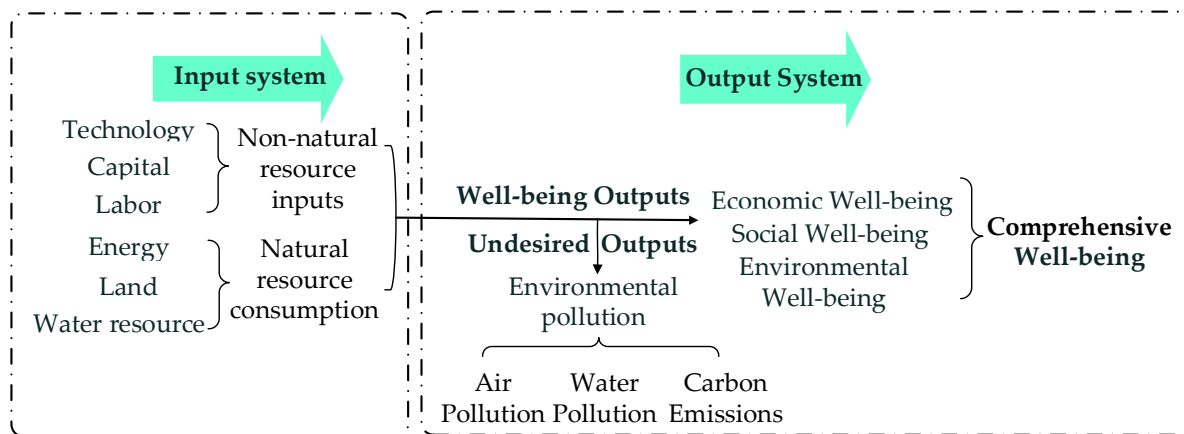 Input system
Output System
Technology
Capital
Labor
Non-natural
resource
inputs
Energy
Land
Water resource
Natural
resource
consumption
Well-being Outputs
Undesired Outputs
Environmental
pollution
Air
Pollution
Water
Pollution
Carbon
Emissions
Economic Well-being
Social Well-being
Environmental
Well-being
Comprehensive
Well-being